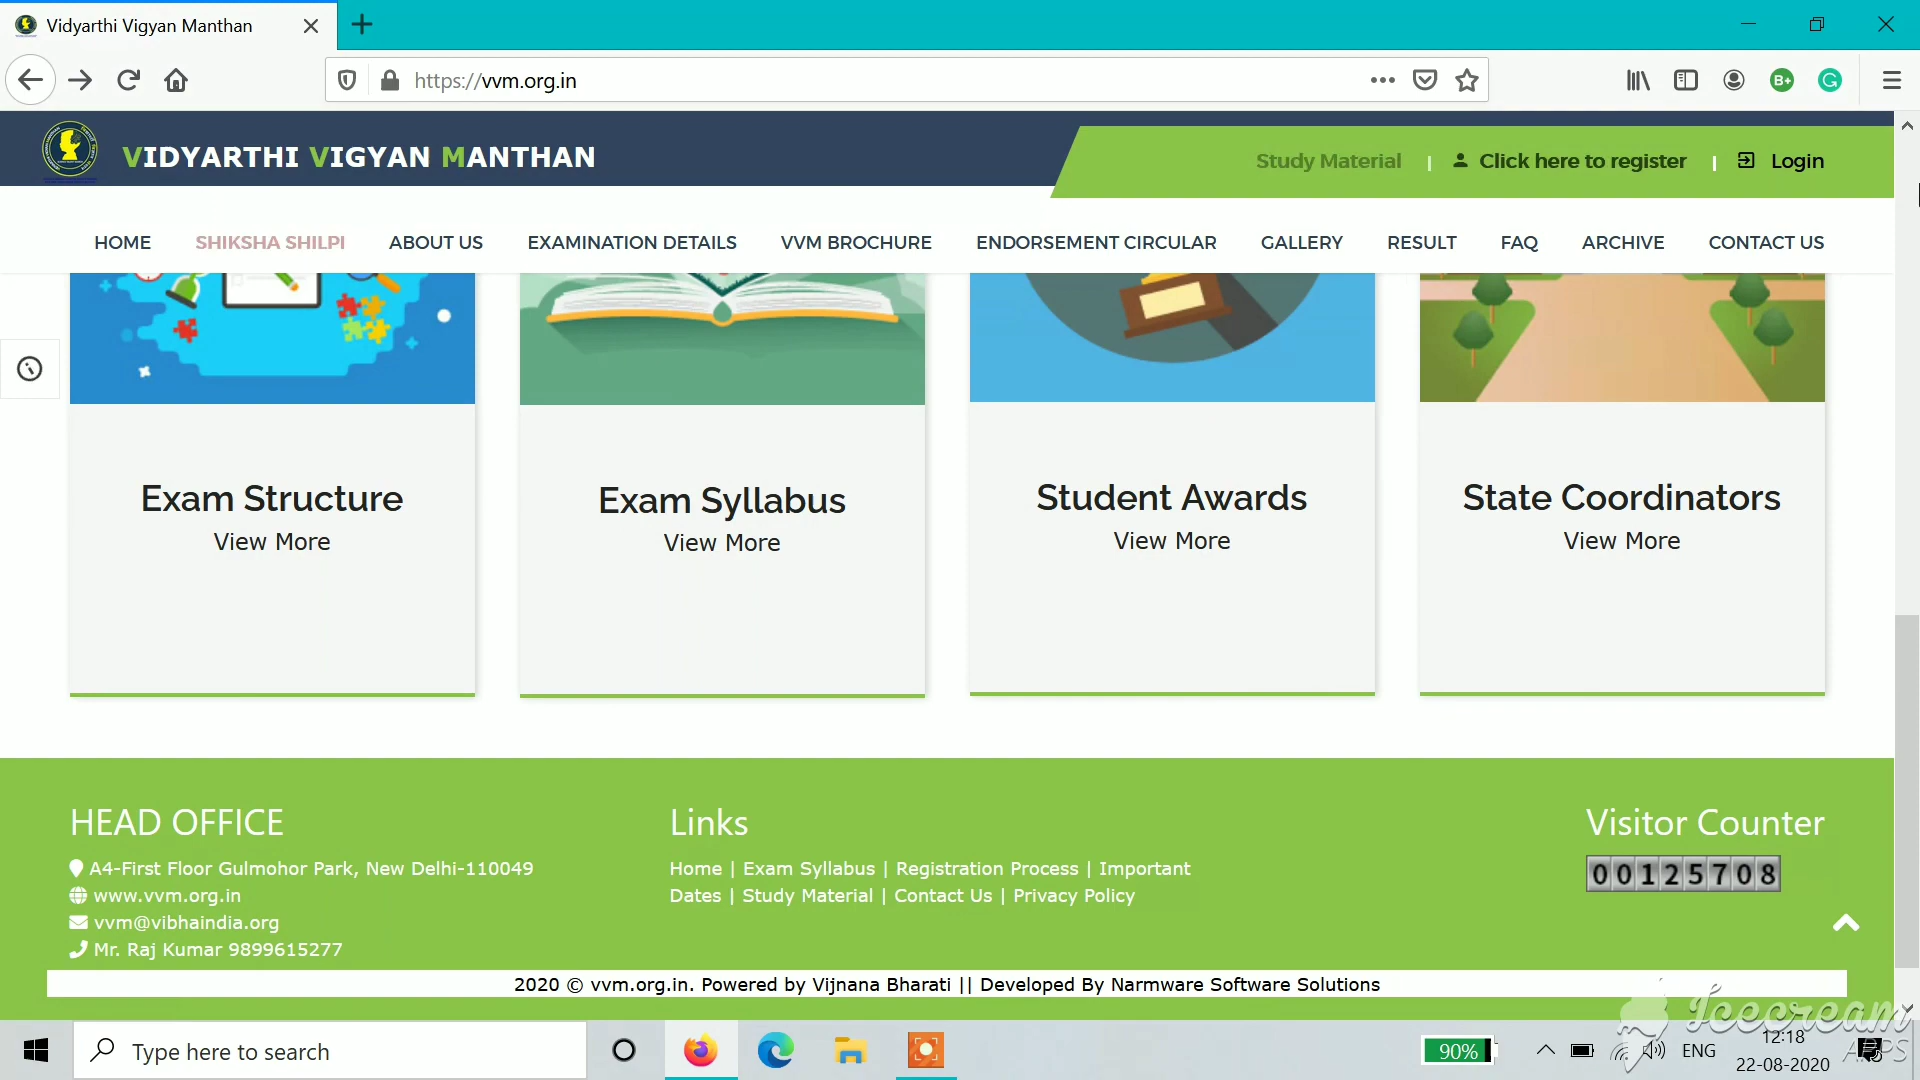 Vidyarthi Vigyan Manthan
https://vvm.org.in
VIDYARTHI VIGYAN MANTHAN
Study Material | Click here to register | Login
HOME SHIKSHA SHILPI ABOUT US EXAMINATION DETAILS VVM BROCHURE ENDORSEMENT CIRCULAR GALLERY RESULT FAQ ARCHIVE CONTACT US
Exam Structure
View More
Exam Syllabus
View More
Student Awards
View More
State Coordinators
View More
HEAD OFFICE
A4-First Floor Gulmohor Park, New Delhi-110049
www.vvm.org.in
vvm@vibhaindia.org
Mr. Raj Kumar 9899615277
Links
Home | Exam Syllabus | Registration Process | Important
Dates | Study Material | Contact Us | Privacy Policy
Visitor Counter
00125708
2020 © vvm.org.in. Powered by Vijnana Bharati || Developed By Narmware Software Solutions
Icecream
APPS
Type here to search
90%
ENG
12:18
22-08-2020